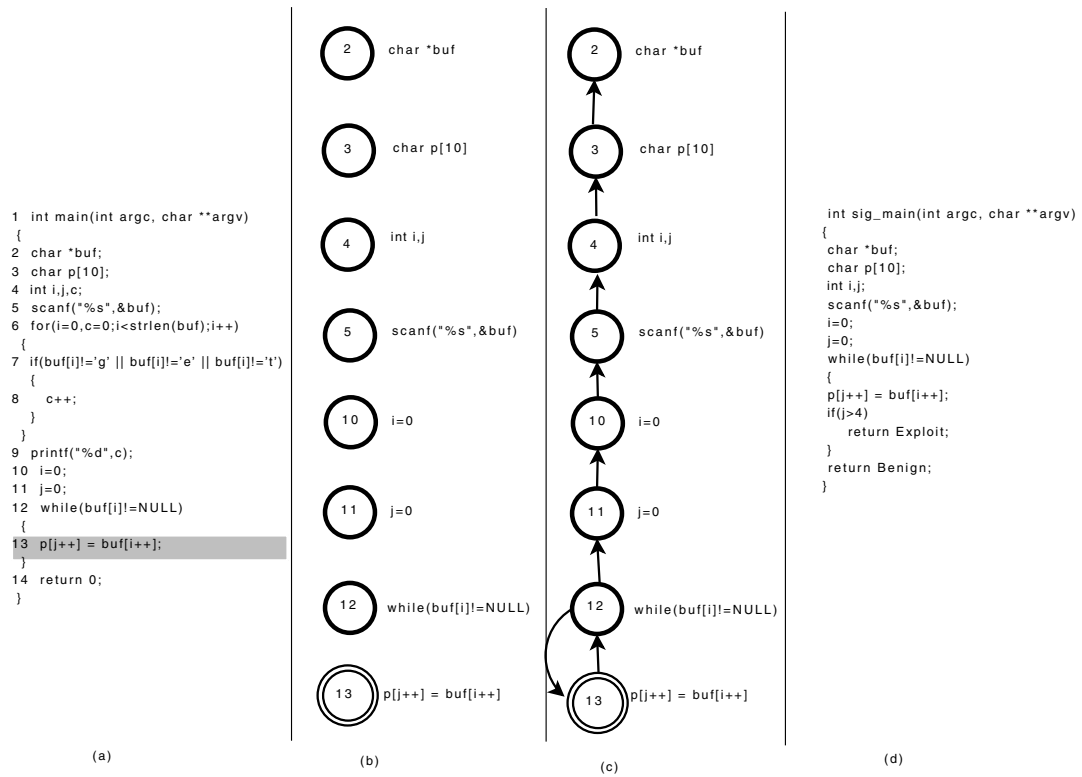 1 int main(int argc, char **argv)
{
2 char *buf;
3 char p[10];
4 int i,j,c;
5 scanf("%s",&buf);
6 for(i=0,c=0;i<strlen(buf);i++)
{
7 if(buf[i]!='g' || buf[i]!='e' || buf[i]!='t')
{
8 c++;
}
}
9 printf("%d",c);
10 i=0;
11 j=0;
12 while(buf[i]!=NULL)
{
13 p[j++] = buf[i++];
}
14 return 0;
}
(a)
2 char *buf
3 char p[10]
4 int i,j
5 scanf("%s",&buf)
10 i=0
11 j=0
12 while(buf[i]!=NULL)
13 p[j++] = buf[i++]
(b)
2 char *buf
3 char p[10]
4 int i,j
5 scanf("%s",&buf)
10 i=0
11 j=0
12 while(buf[i]!=NULL)
13 p[j++] = buf[i++]
(c)
int sig_main(int argc, char **argv)
{
char *buf;
char p[10];
int i,j;
scanf("%s",&buf);
i=0;
j=0;
while(buf[i]!=NULL)
{
p[j++] = buf[i++];
if(j>4)
return Exploit;
}
return Benign;
}
(d)